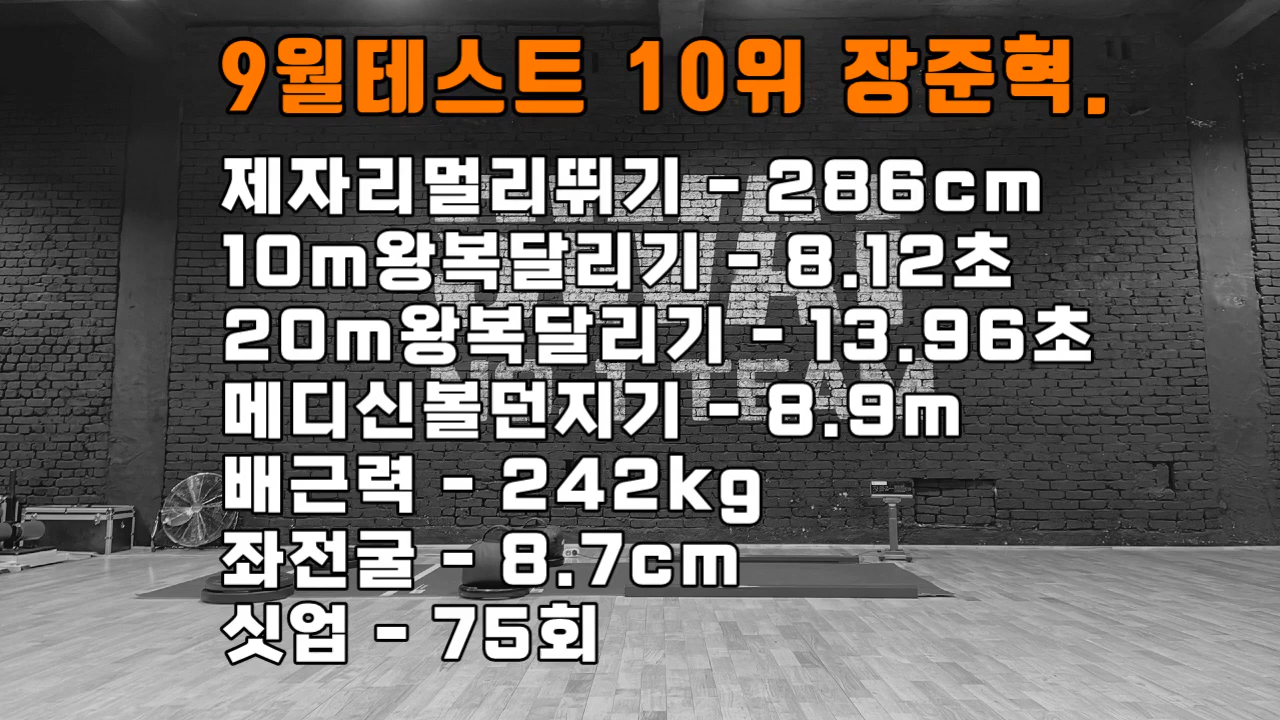 9월테스트 10위 장준혁.
제자리멀리뛰기 - 286cm
10m왕복달리기 - 8.12초
20m왕복달리기 - 13.96초
메디신볼던지기 - 8.9m
배근력 - 242kg
좌전굴 - 8.7cm
싯업 - 75회
NO.1 TEAM